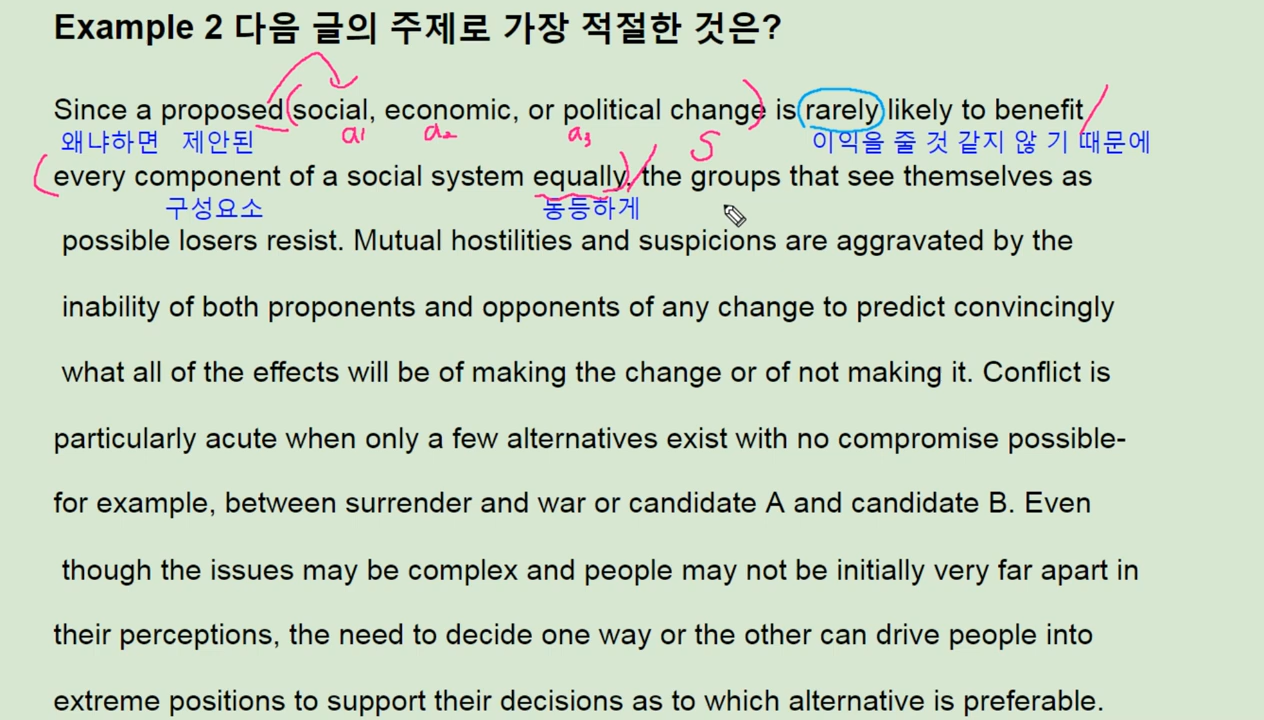 Example 2 다음 글의 주제로 가장 적절한 것은?
Since a proposed social, economic, or political change is rarely likely to benefit
a1 a2 a3 S
왜냐하면 제안된 이익을 줄 것 같지 않 기 때문에
every component of a social system equally, the groups that see themselves as
구성요소 동등하게
possible losers resist. Mutual hostilities and suspicions are aggravated by the
inability of both proponents and opponents of any change to predict convincingly
what all of the effects will be of making the change or of not making it. Conflict is
particularly acute when only a few alternatives exist with no compromise possible-
for example, between surrender and war or candidate A and candidate B. Even
though the issues may be complex and people may not be initially very far apart in
their perceptions, the need to decide one way or the other can drive people into
extreme positions to support their decisions as to which alternative is preferable.